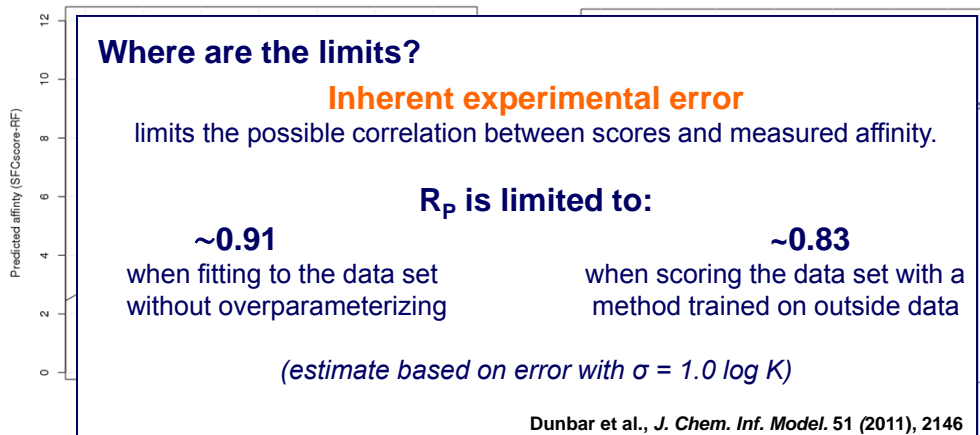 12
10
8
6
4
2
0
Predicted affinty (SFCscore-RF)
Where are the limits?
Inherent experimental error
limits the possible correlation between scores and measured affinity.
RP is limited to:
~0.91
when fitting to the data set
without overparameterizing
~0.83
when scoring the data set with a
method trained on outside data
(estimate based on error with σ = 1.0 log K)
Dunbar et al., J. Chem. Inf. Model. 51 (2011), 2146